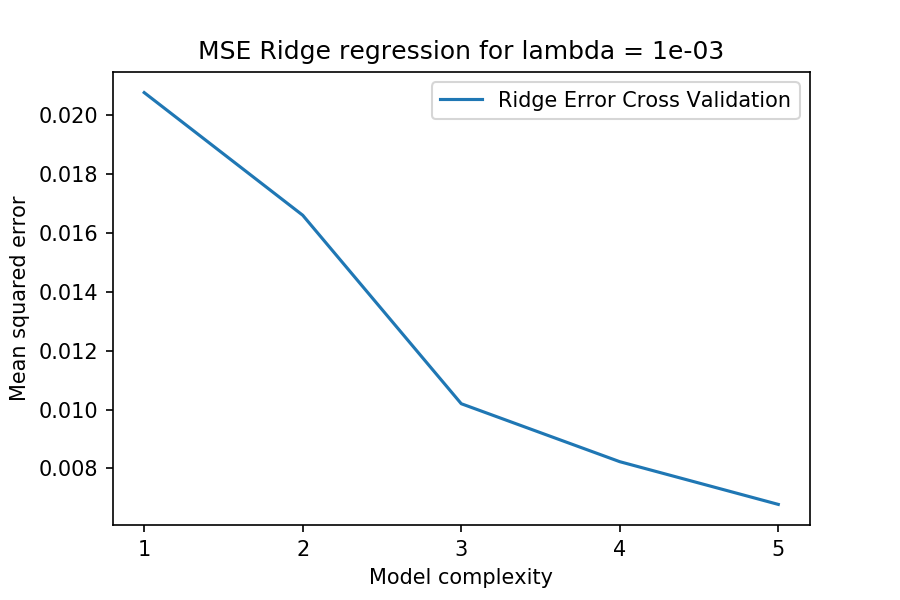 MSE Ridge regression for lambda = 1e-03
Ridge Error Cross Validation
Mean squared error
0.020
0.018
0.016
0.014
0.012
0.010
0.008
1 2 3 4 5
Model complexity